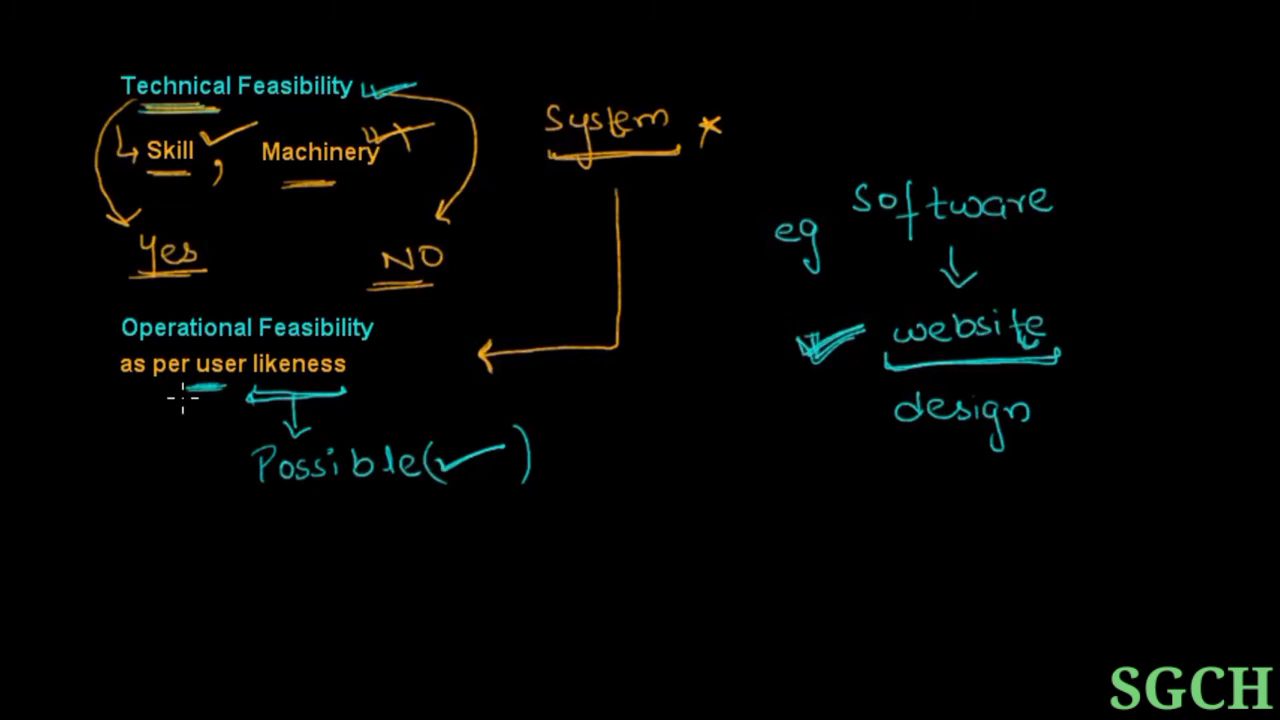 Technical Feasibility
Skill , Machinery
Yes NO
Operational Feasibility
as per user likeness
Possible( )
System
eg software
website
design
SGCH